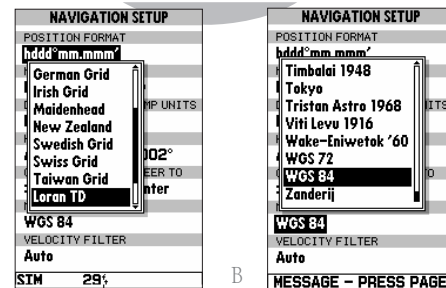 NAVIGATION SETUP
POSITION FORMAT
hddd°mm.mmm′
German Grid
Irish Grid
Maidenhead
New Zealand
Swedish Grid
Swiss Grid
Taiwan Grid
Loran TD
MP UNITS
002°
EER TO
nter
WGS 84
VELOCITY FILTER
Auto
SIM 29%
B
NAVIGATION SETUP
POSITION FORMAT
hddd°mm.mmm′
Timbalai 1948
Tokyo
Tristan Astro 1968
Viti Levu 1916
Wake-Eniwetok ′60
WGS 72
WGS 84
Zanderij
ITS
TO
WGS 84
VELOCITY FILTER
Auto
MESSAGE - PRESS PAGE